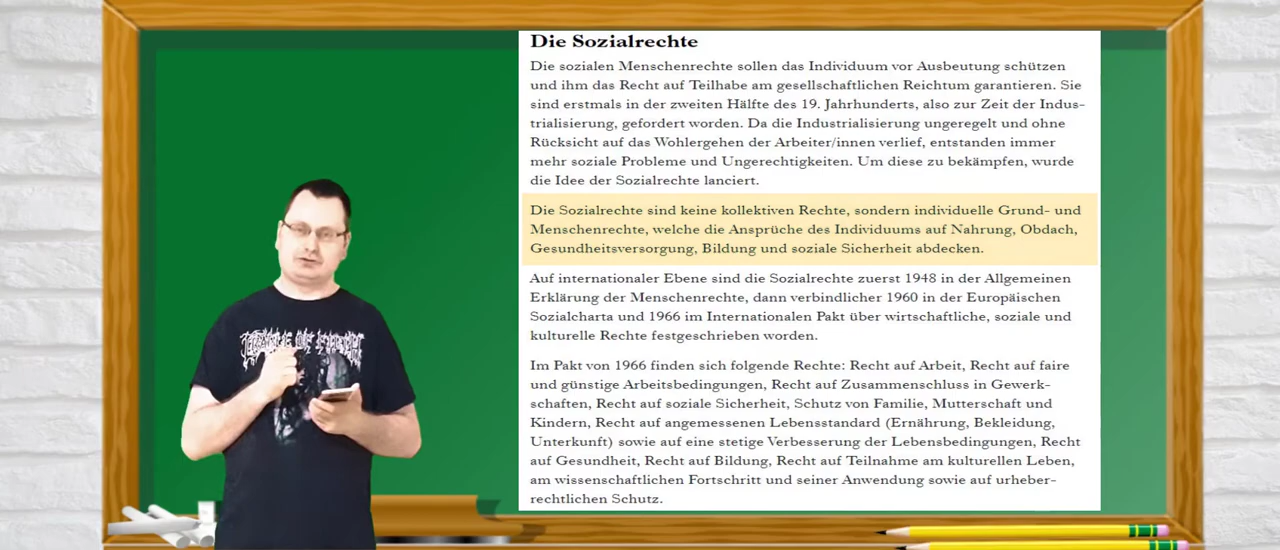 Die Sozialrechte
Die sozialen Menschenrechte sollen das Individuum vor Ausbeutung schützen
und ihm das Recht auf Teilhabe am gesellschaftlichen Reichtum garantieren. Sie
sind erstmals in der zweiten Hälfte des 19. Jahrhunderts, also zur Zeit der Indus-
trialisierung, gefordert worden. Da die Industrialisierung ungeregelt und ohne
Rücksicht auf das Wohlergehen der Arbeiter/innen verlief, entstanden immer
mehr soziale Probleme und Ungerechtigkeiten. Um diese zu bekämpfen, wurde
die Idee der Sozialrechte lanciert.
Die Sozialrechte sind keine kollektiven Rechte, sondern individuelle Grund- und
Menschenrechte, welche die Ansprüche des Individuums auf Nahrung, Obdach,
Gesundheitsversorgung, Bildung und soziale Sicherheit abdecken.
Auf internationaler Ebene sind die Sozialrechte zuerst 1948 in der Allgemeinen
Erklärung der Menschenrechte, dann verbindlicher 1960 in der Europäischen
Sozialcharta und 1966 im Internationalen Pakt über wirtschaftliche, soziale und
kulturelle Rechte festgeschrieben worden.
Im Pakt von 1966 finden sich folgende Rechte: Recht auf Arbeit, Recht auf faire
und günstige Arbeitsbedingungen, Recht auf Zusammenschluss in Gewerk-
schaften, Recht auf soziale Sicherheit, Schutz von Familie, Mutterschaft und
Kindern, Recht auf angemessenen Lebensstandard (Ernährung, Bekleidung,
Unterkunft) sowie auf eine stetige Verbesserung der Lebensbedingungen, Recht
auf Gesundheit, Recht auf Bildung, Recht auf Teilnahme am kulturellen Leben,
am wissenschaftlichen Fortschritt und seiner Anwendung sowie auf urheber-
rechtlichen Schutz.
CRADLE OF FILTH